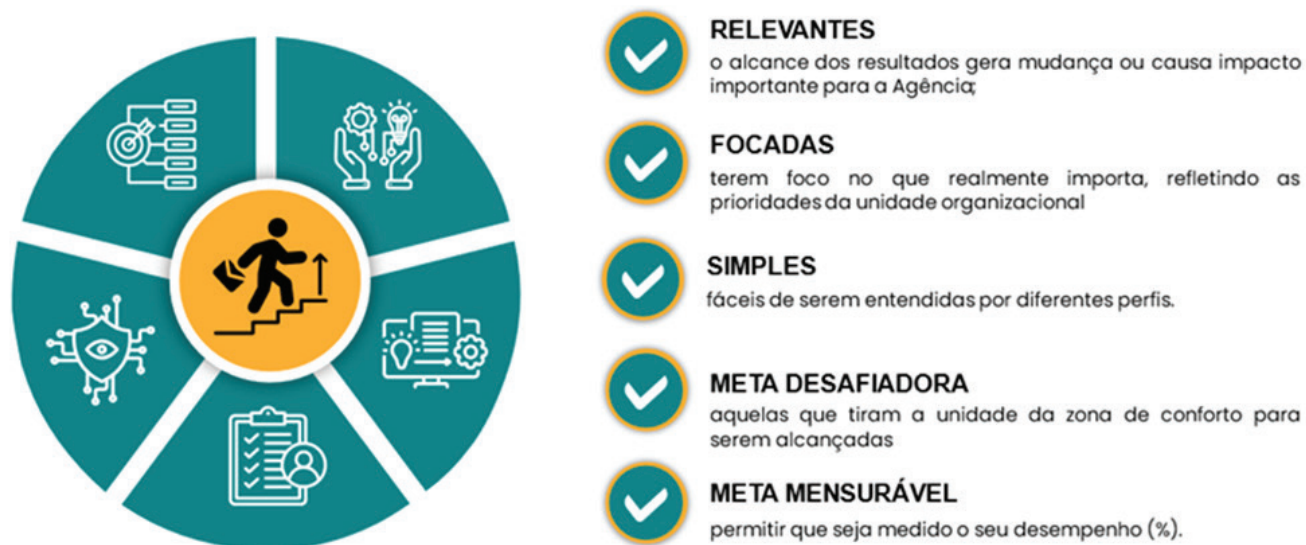 RELEVANTES
o alcance dos resultados gera mudança ou causa impacto
importante para a Agência;
FOCADAS
terem foco no que realmente importa, refletindo as
prioridades da unidade organizacional
SIMPLES
fáceis de serem entendidas por diferentes perfis.
META DESAFIADORA
aquelas que tiram a unidade da zona de conforto para
serem alcançadas
META MENSURÁVEL
permitir que seja medido o seu desempenho (%).